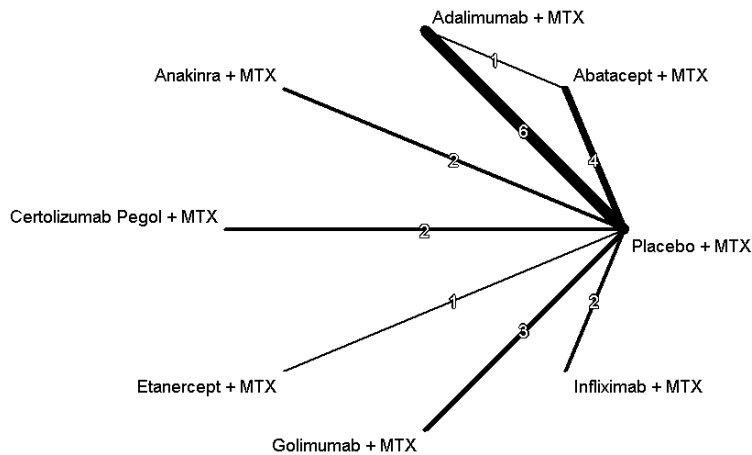 Adalimumab + MTX
1
Anakinra + MTX
Abatacept + MTX
6
2
4
Certolizumab Pegol + MTX
2
Placebo + MTX
1
2
3
Etanercept + MTX
Infliximab + MTX
Golimumab + MTX